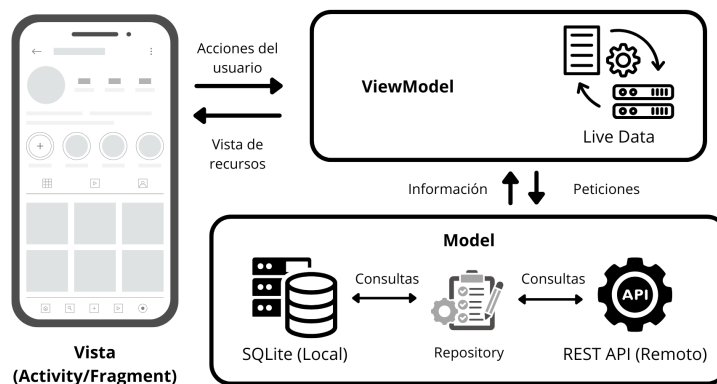 Acciones del
usuario
Vista de
recursos
Vista
(Activity/Fragment)
ViewModel
Live Data
Información
Peticiones
Model
SQLite (Local)
Consultas
Repository
Consultas
API
REST API (Remoto)